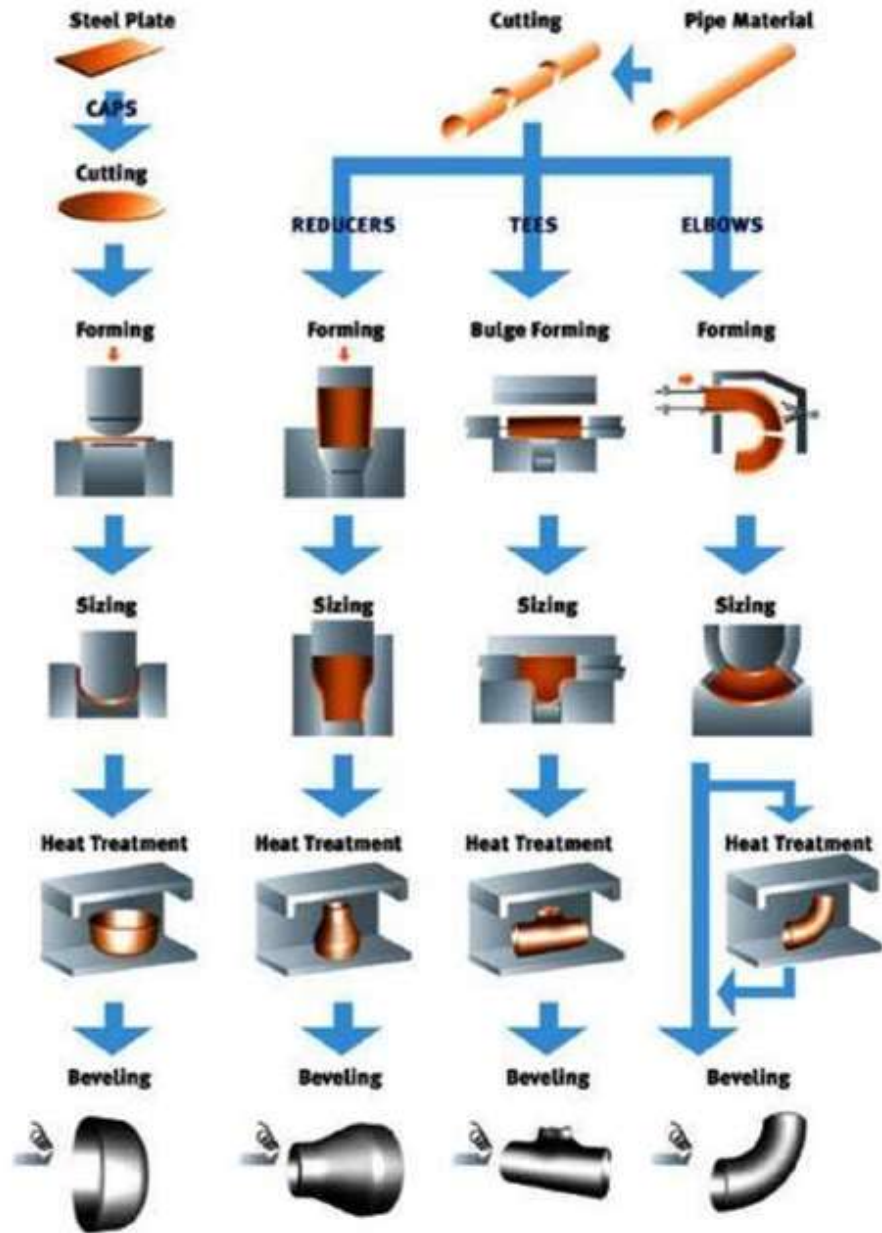 Steel Plate
Cutting
Pipe Material
CAPS
Cutting
REDUCERS
TEES
ELBOWS
Forming
Forming
Bulge Forming
Forming
Sizing
Sizing
Sizing
Sizing
Heat Treatment
Heat Treatment
Heat Treatment
Heat Treatment
Beveling
Beveling
Beveling
Beveling